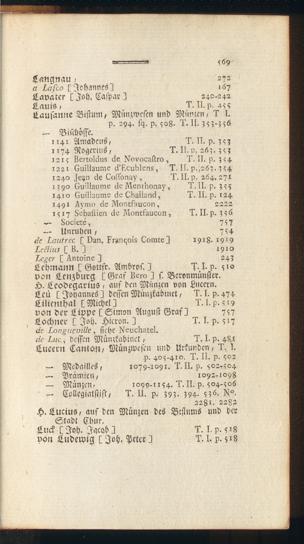 569
Langnau, 272
a Lasco [Johannes] 167
Lavater [Joh. Caspar] 240-242
Lauis, T. II. p. 455
Lausanne Bistum, Münzwesen und Münzen, T. I.
p. 294. sq. p. 508. T. II. 353-356
— Bischöffe.
1141 Amadeus, T. II. p. 353
1174 Rogerius, T. II. p. 263. 353
1215 Bertoldus de Novocastro, T. II. p. 354
1221 Guillaume d'Ecublens, T. II. p. 263. 354
1240 Jean de Cossonay, T. II. p. 264. 271
1390 Guillaume de Menthonay, T. II. p. 355
1410 Guillaume de Challand, T. II. p. 124
1491 Aymo de Montfaucon, 2222
1517 Sebastien de Montfaucon, T. II. p. 356
— Societé, 757
— Unruhen, 754
de Lautrec [Dan. François Comte] 1918. 1919
Lectius [B.] 1910
Leger [Antoine] 243
Lehmann [Gottfr. Ambros.] T. I. p. 510
von Lenzburg [Graf Bero] s. Beronmünster.
H. Leodegarius, auf den Münzen von Lucern.
Leü [Johannes] dessen Münzkabinet, T. I. p. 474
Lilienthal [Michel] T. I. p. 519
von der Lippe [Simon August Graf] 757
Lochner [Joh. Hieron.] T. I. p. 517
de Longueville, siehe Neuchatel.
de Luc, dessen Münzkabinet, T. I. p. 481
Lucern Canton, Münzwesen und Urkunden, T. I.
p. 405-410. T. II. p. 502
— Medailles, 1079-1091. T. II. p. 502-504
— Prämien, 1092-1098
— Münzen, 1099-1154. T. II. p. 504-506
— Collegiatstift, T. II. p. 393. 394. 536. No.
2281. 2282
H. Lucius, auf den Münzen des Bistums und der
Stadt Chur.
Luck [Joh. Jacob] T. I. p. 518
von Ludewig [Joh. Peter] T. I. p. 518